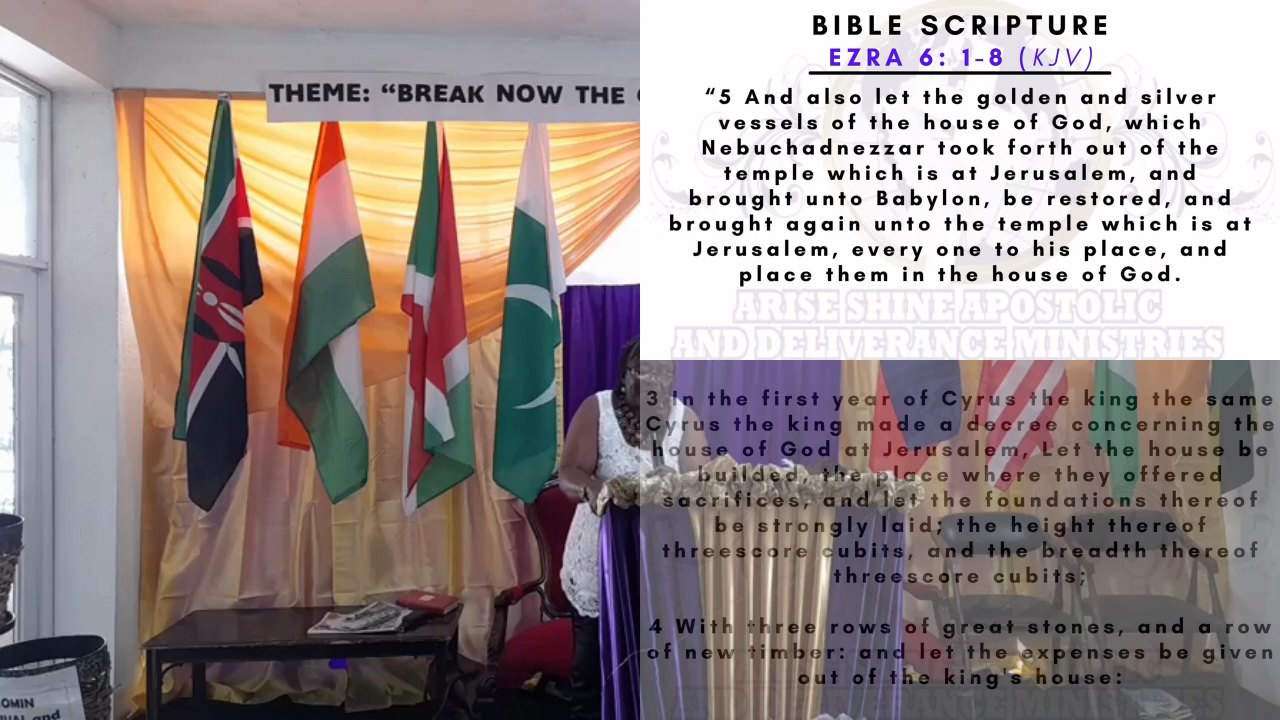 THEME: “BREAK NOW THE
BIBLE SCRIPTURE
EZRA 6: 1-8 (KJV)
“5 And also let the golden and silver
vessels of the house of God, which
Nebuchadnezzar took forth out of the
temple which is at Jerusalem, and
brought unto Babylon, be restored, and
brought again unto the temple which is at
Jerusalem, every one to his place, and
place them in the house of God.
ARISE SHINE APOSTOLIC
AND DELIVERANCE MINISTRIES
3 In the first year of Cyrus the king the same
Cyrus the king made a decree concerning the
house of God at Jerusalem, Let the house be
builded, the place where they offered
sacrifices, and let the foundations thereof
be strongly laid; the height thereof
threescore cubits, and the breadth thereof
threescore cubits;
4 With three rows of great stones, and a row
of new timber: and let the expenses be given
out of the king's house:
OMIN
and